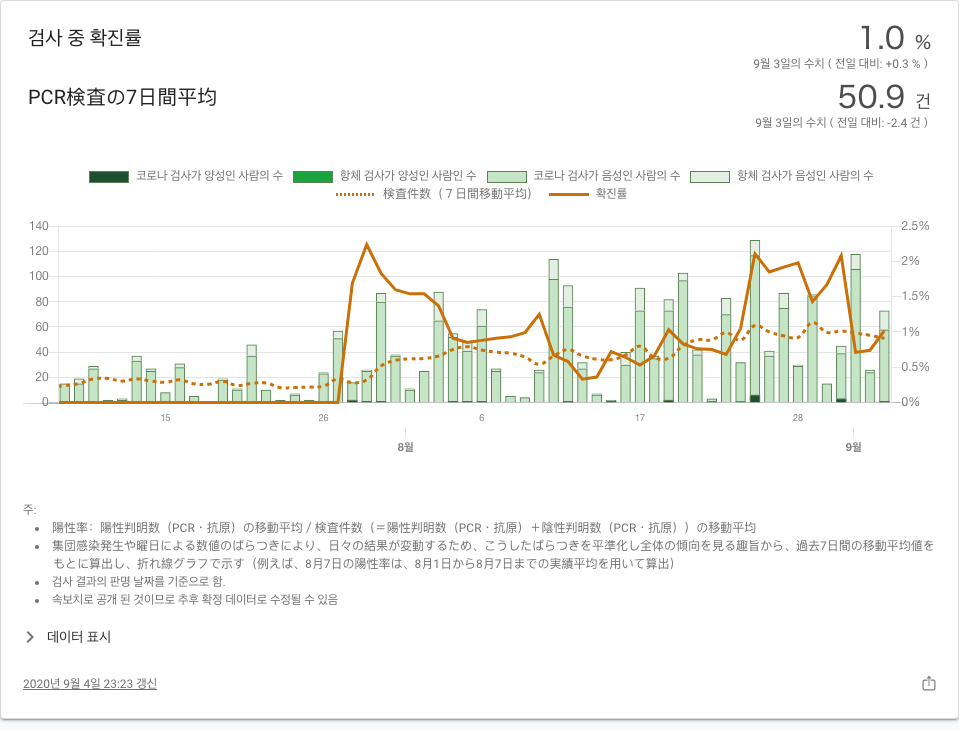 검사 중 확진률
1.0 %
9월 3일의 수치 ( 전일 대비: +0.3 % )
PCR検査の7日間平均
50.9 건
9월 3일의 수치 ( 전일 대비: -2.4 건 )
코로나 검사가 양성인 사람의 수 항체 검사가 양성인 사람인 수 코로나 검사가 음성인 사람의 수 항체 검사가 음성인 사람의 수
検査件数（７日間移動平均） 확진률
140 2.5%
120 2%
100
80 1.5%
60 1%
40 0.5%
20
0 0%
15 26 6 17 28
8월 9월
주:
陽性率：陽性判明数（PCR・抗原）の移動平均 / 検査件数（＝陽性判明数（PCR・抗原）＋陰性判明数（PCR・抗原））の移動平均
集団感染発生や曜日による数値のばらつきにより、日々の結果が変動するため、こうしたばらつきを平準化し全体の傾向を見る趣旨から、過去7日間の移動平均値を
もとに算出し、折れ線グラフで示す（例えば、8月7日の陽性率は、8月1日から8月7日までの実績平均を用いて算出）
검사 결과의 판명 날짜를 기준으로 함.
속보치로 공개 된 것이므로 추후 확정 데이터로 수정될 수 있음
데이터 표시
2020년 9월 4일 23:23 갱신